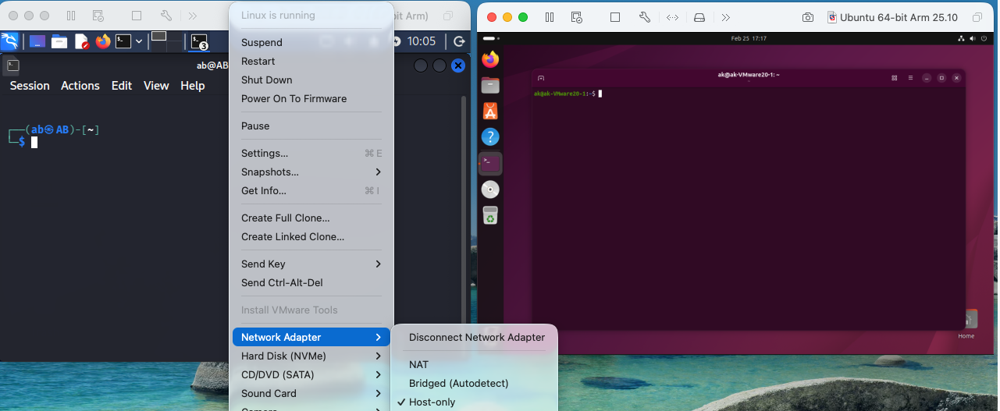 Linux is running
bit Arm)
Ubuntu 64-bit Arm 25.10
3
10:05
Feb 25 17:17
ab@AB
ak@ak-VMware20-1: ~
Session Actions Edit View Help
ak@ak-VMware20-1:~$
┌──(ab㉿AB)-[~]
└─$
Suspend
Restart
Shut Down
Power On To Firmware
Pause
Settings... ⌘ E
Snapshots...
Get Info... ⌘ I
Create Full Clone...
Create Linked Clone...
Send Key
Send Ctrl-Alt-Del
Install VMware Tools
Network Adapter
Hard Disk (NVMe)
CD/DVD (SATA)
Sound Card
Disconnect Network Adapter
NAT
Bridged (Autodetect)
✓ Host-only
Home